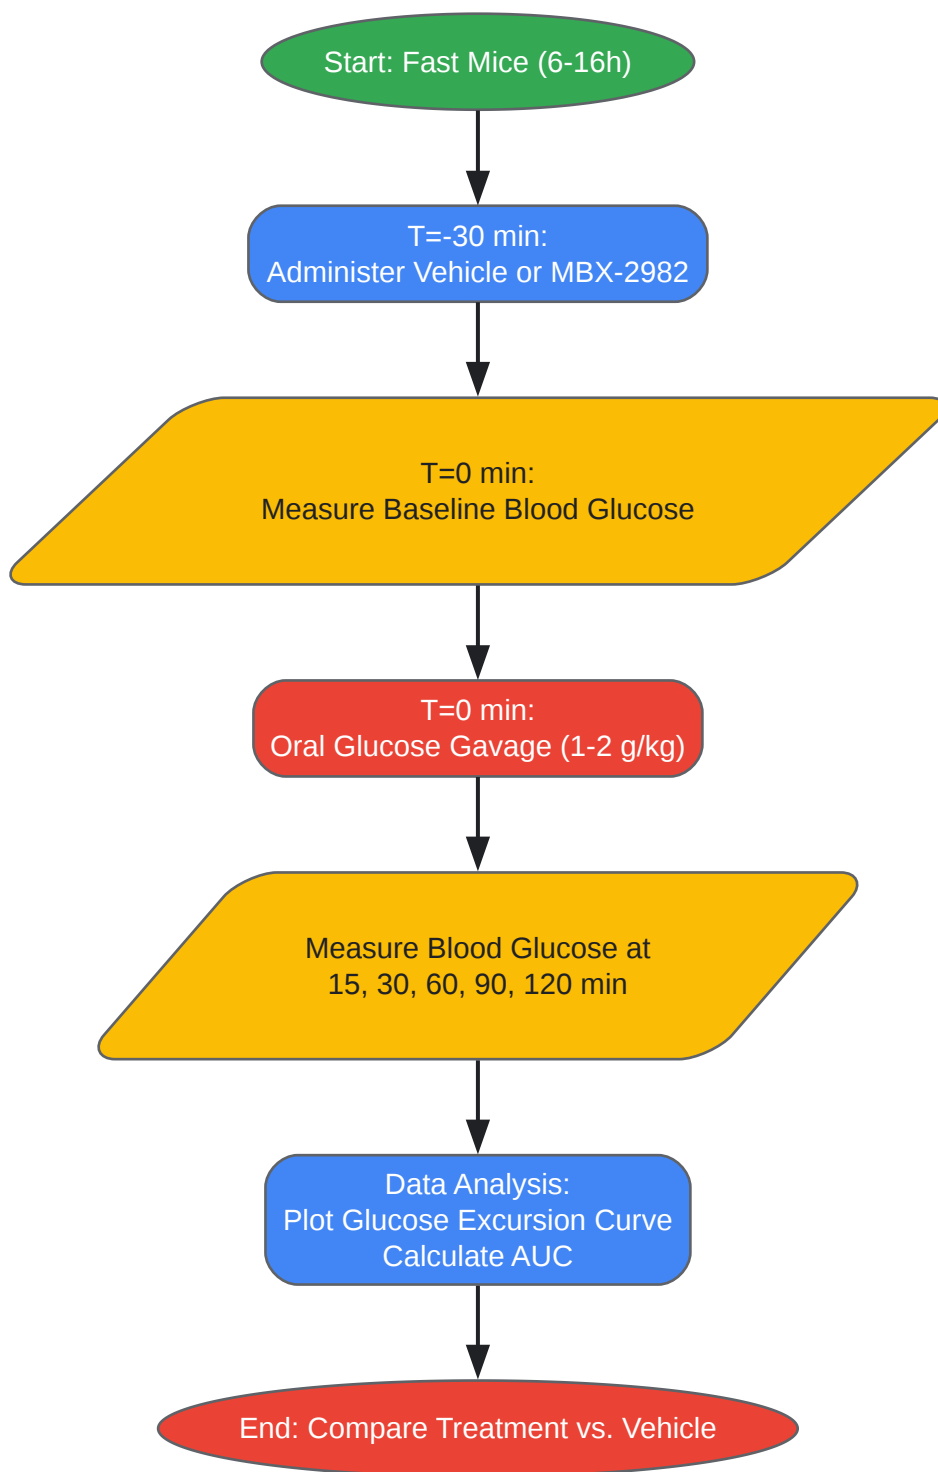 Start: Fast Mice (6-16h)
T=-30 min:
Administer Vehicle or MBX-2982
T=0 min:
Measure Baseline Blood Glucose
T=0 min:
Oral Glucose Gavage (1-2 g/kg)
Measure Blood Glucose at
15, 30, 60, 90, 120 min
Data Analysis:
Plot Glucose Excursion Curve
Calculate AUC
End: Compare Treatment vs. Vehicle